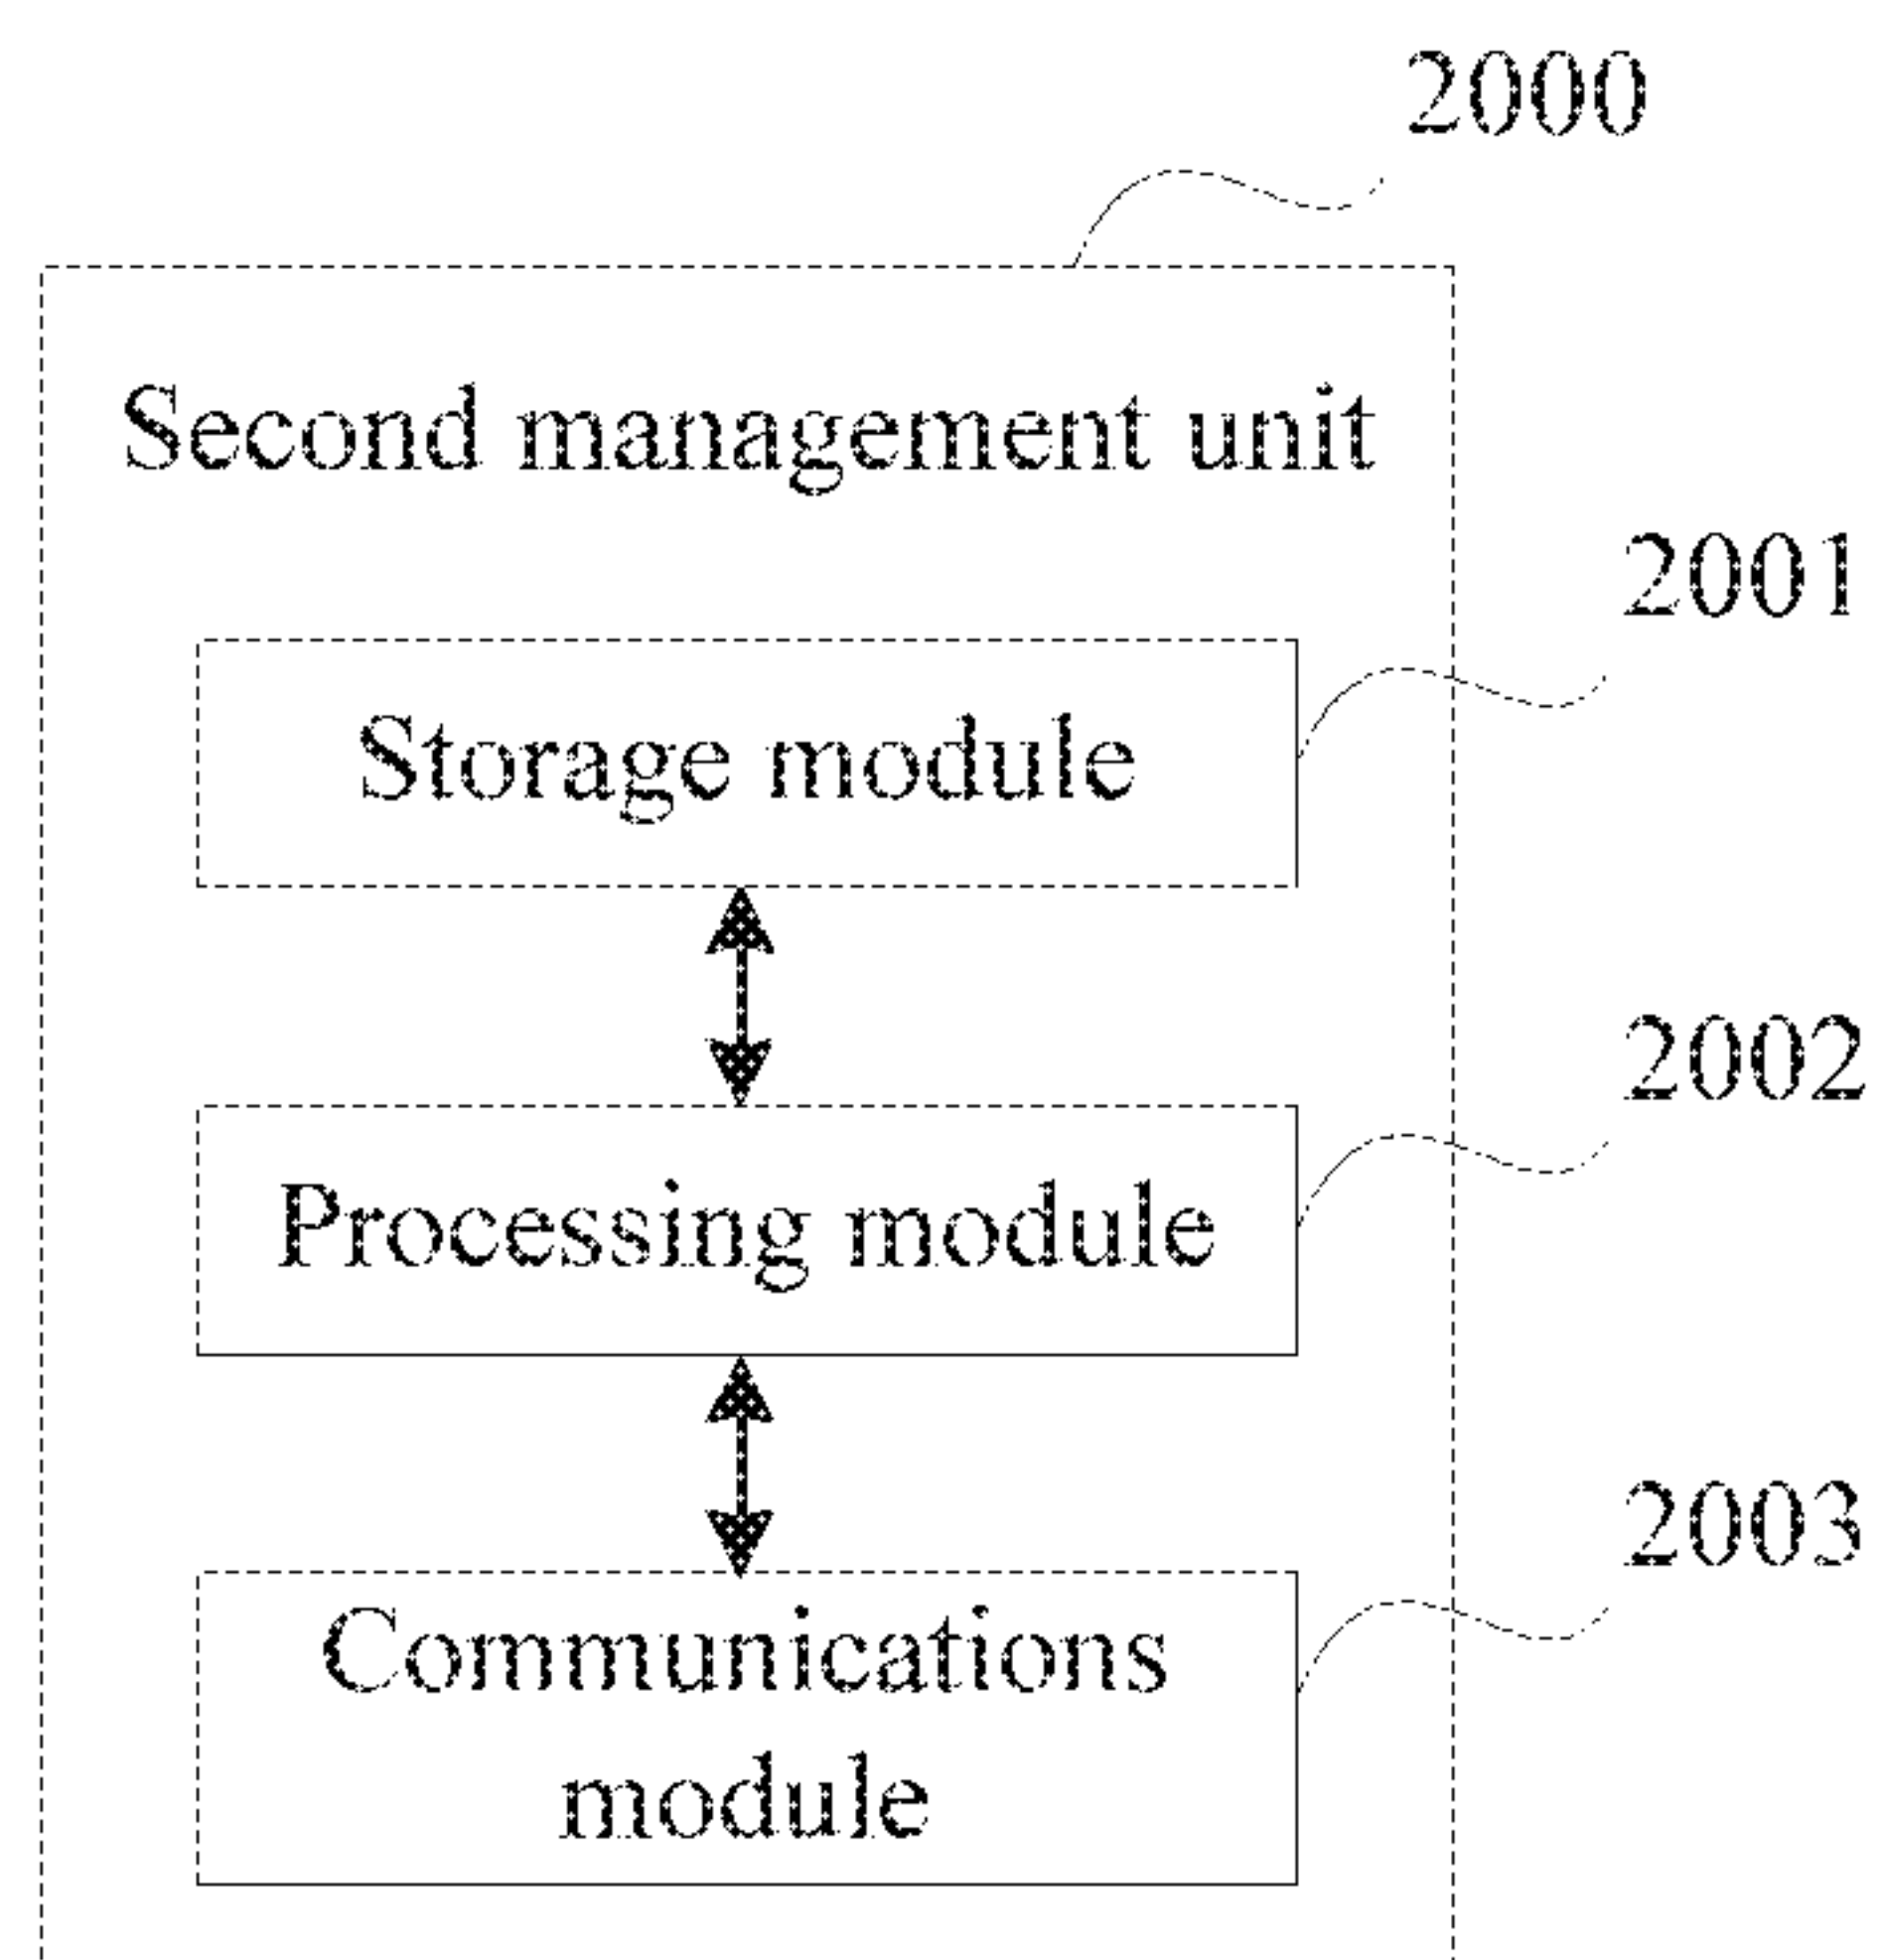 2000
Second management unit
2001
Storage module
2002
Processing module
2003
Communications
module